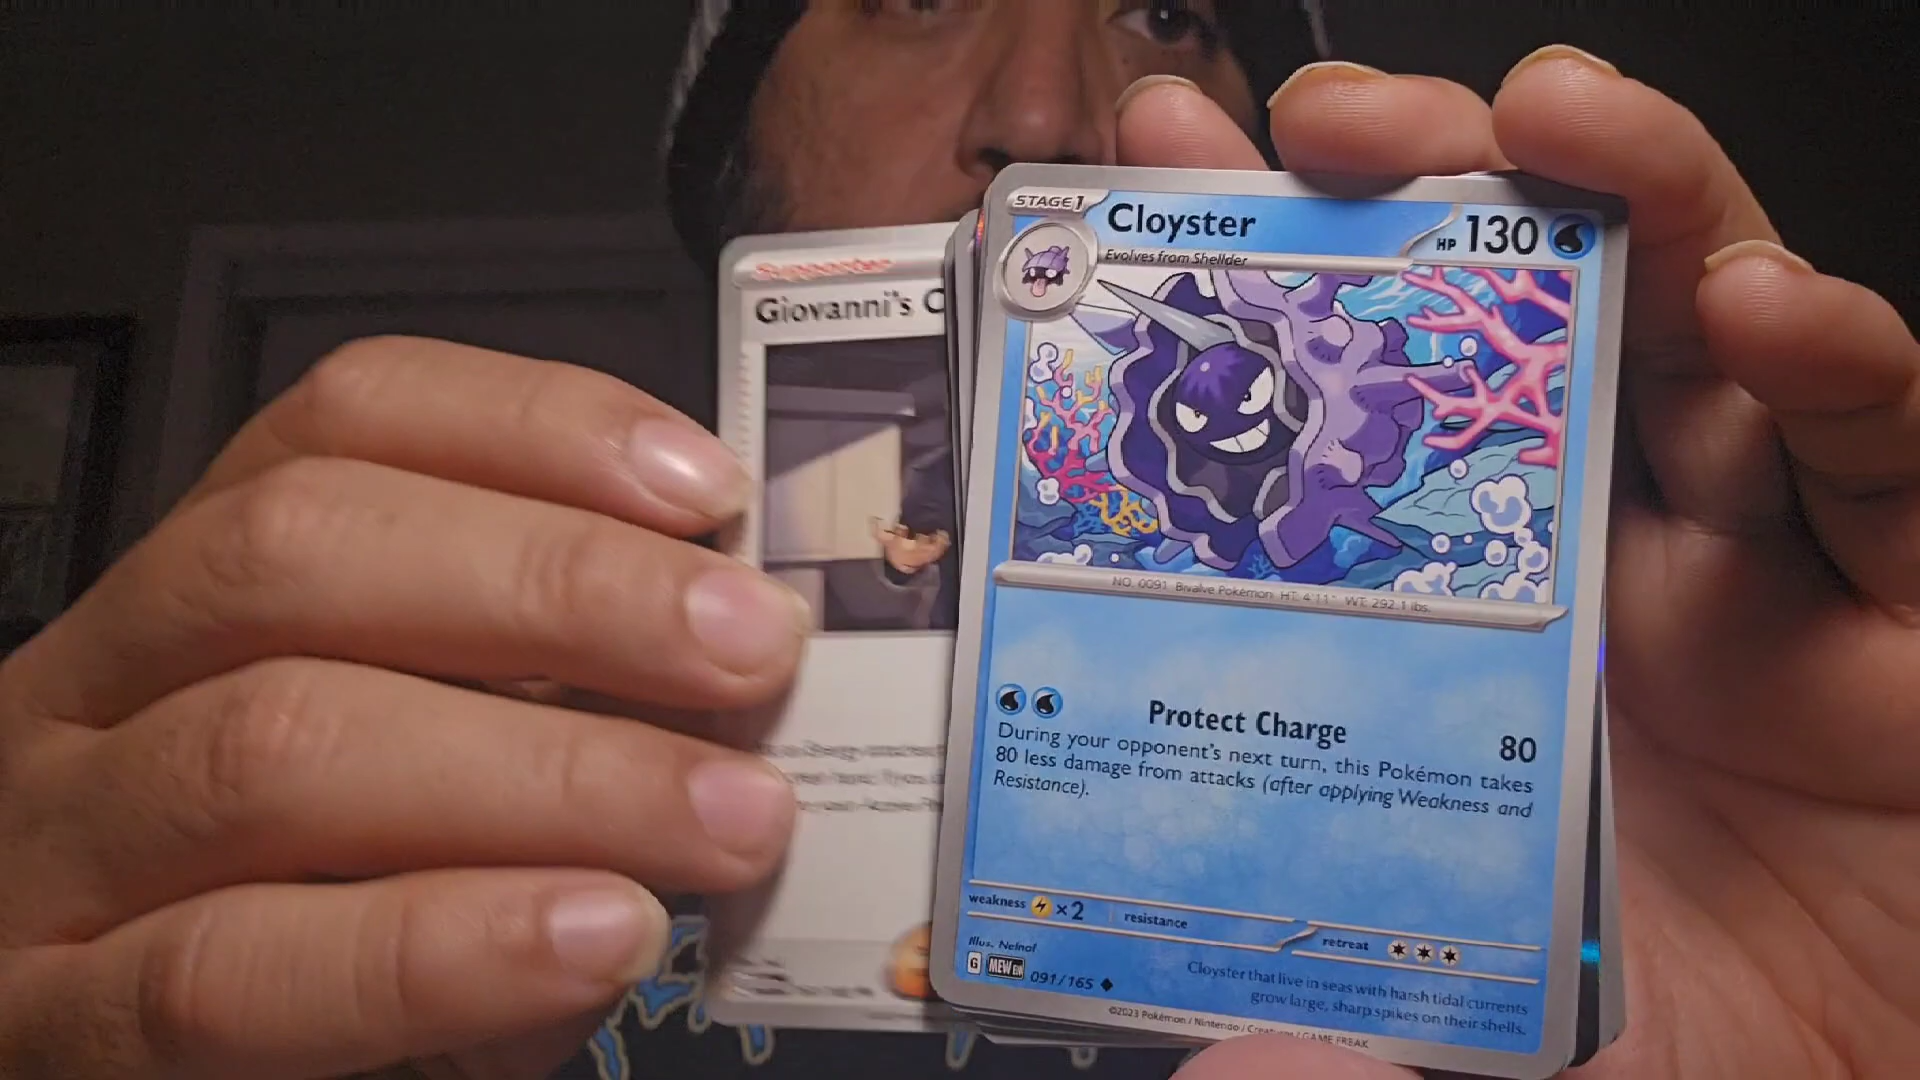 Supporter
Giovanni's C
STAGE1
Cloyster
HP 130
Evolves from Shellder
NO. 0091 Bivalve Pokémon HT: 4'11" WT: 292.1 lbs.
Protect Charge
80
During your opponent's next turn, this Pokémon takes
80 less damage from attacks (after applying Weakness and
Resistance).
weakness ×2 resistance
retreat
Illus. Nelnal
G MEW EN 091/165
Cloyster that live in seas with harsh tidal currents
grow large, sharp spikes on their shells.
©2023 Pokémon / Nintendo / Creatures / GAME FREAK